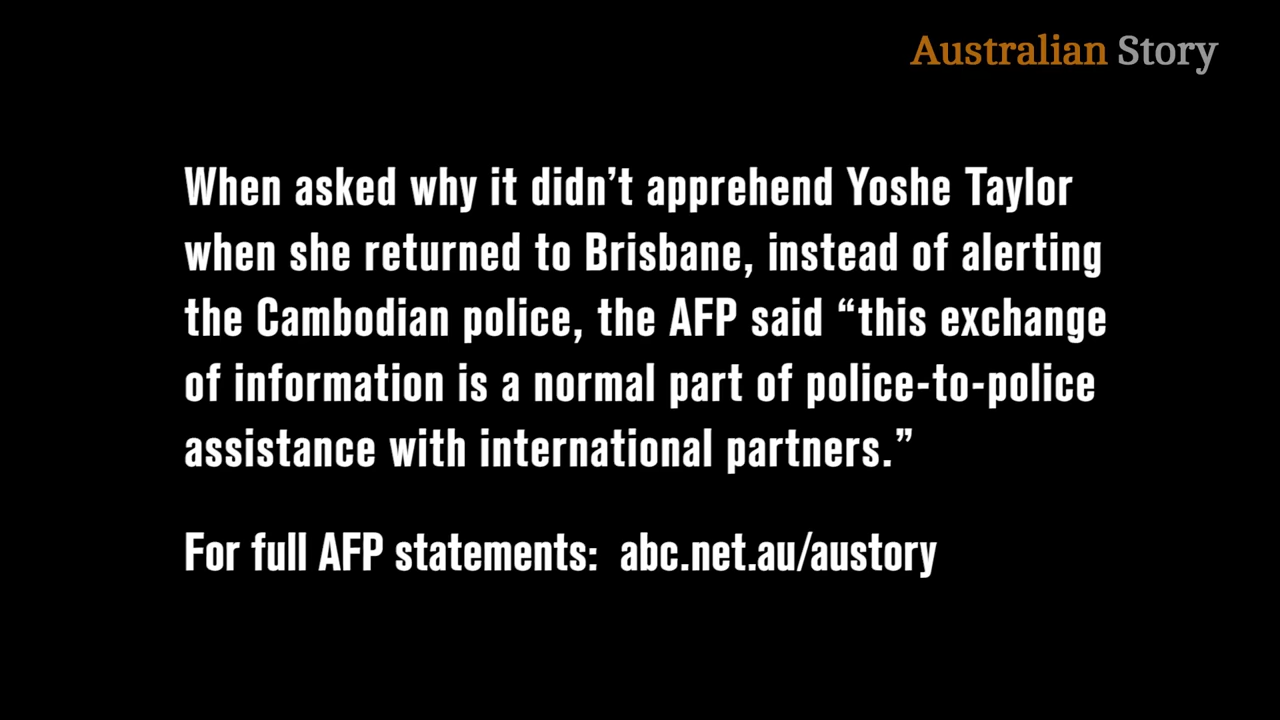 Australian Story
When asked why it didn’t apprehend Yoshe Taylor
when she returned to Brisbane, instead of alerting
the Cambodian police, the AFP said “this exchange
of information is a normal part of police-to-police
assistance with international partners.”
For full AFP statements: abc.net.au/austory